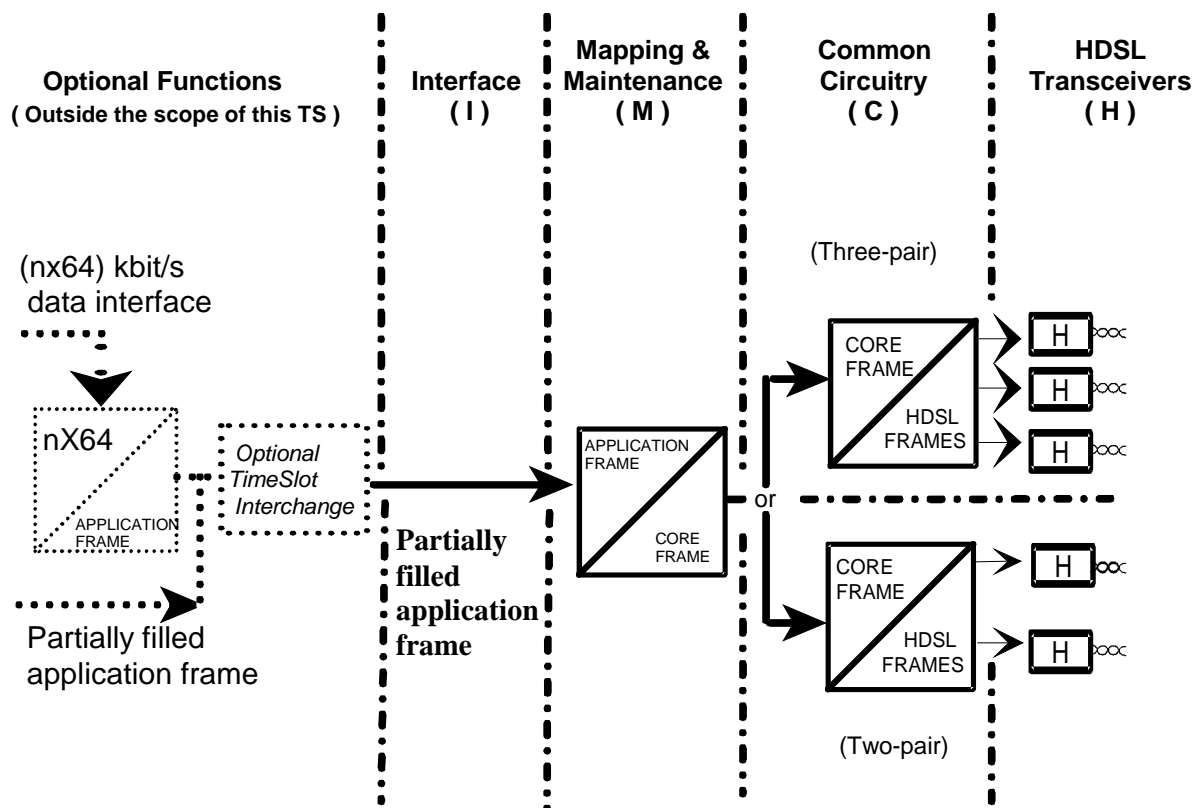 Optional Functions
( Outside the scope of this TS )
Interface
( I )
Mapping &
Maintenance
( M )
Common
Circuitry
( C )
HDSL
Transceivers
( H )
(nx64) kbit/s
data interface
nX64
APPLICATION
FRAME
Optional
TimeSlot
Interchange
Partially filled
application frame
Partially
filled
application
frame
APPLICATION
FRAME
CORE
FRAME
or
(Three-pair)
CORE
FRAME
HDSL
FRAMES
H
H
H
CORE
FRAME
HDSL
FRAMES
H
H
(Two-pair)